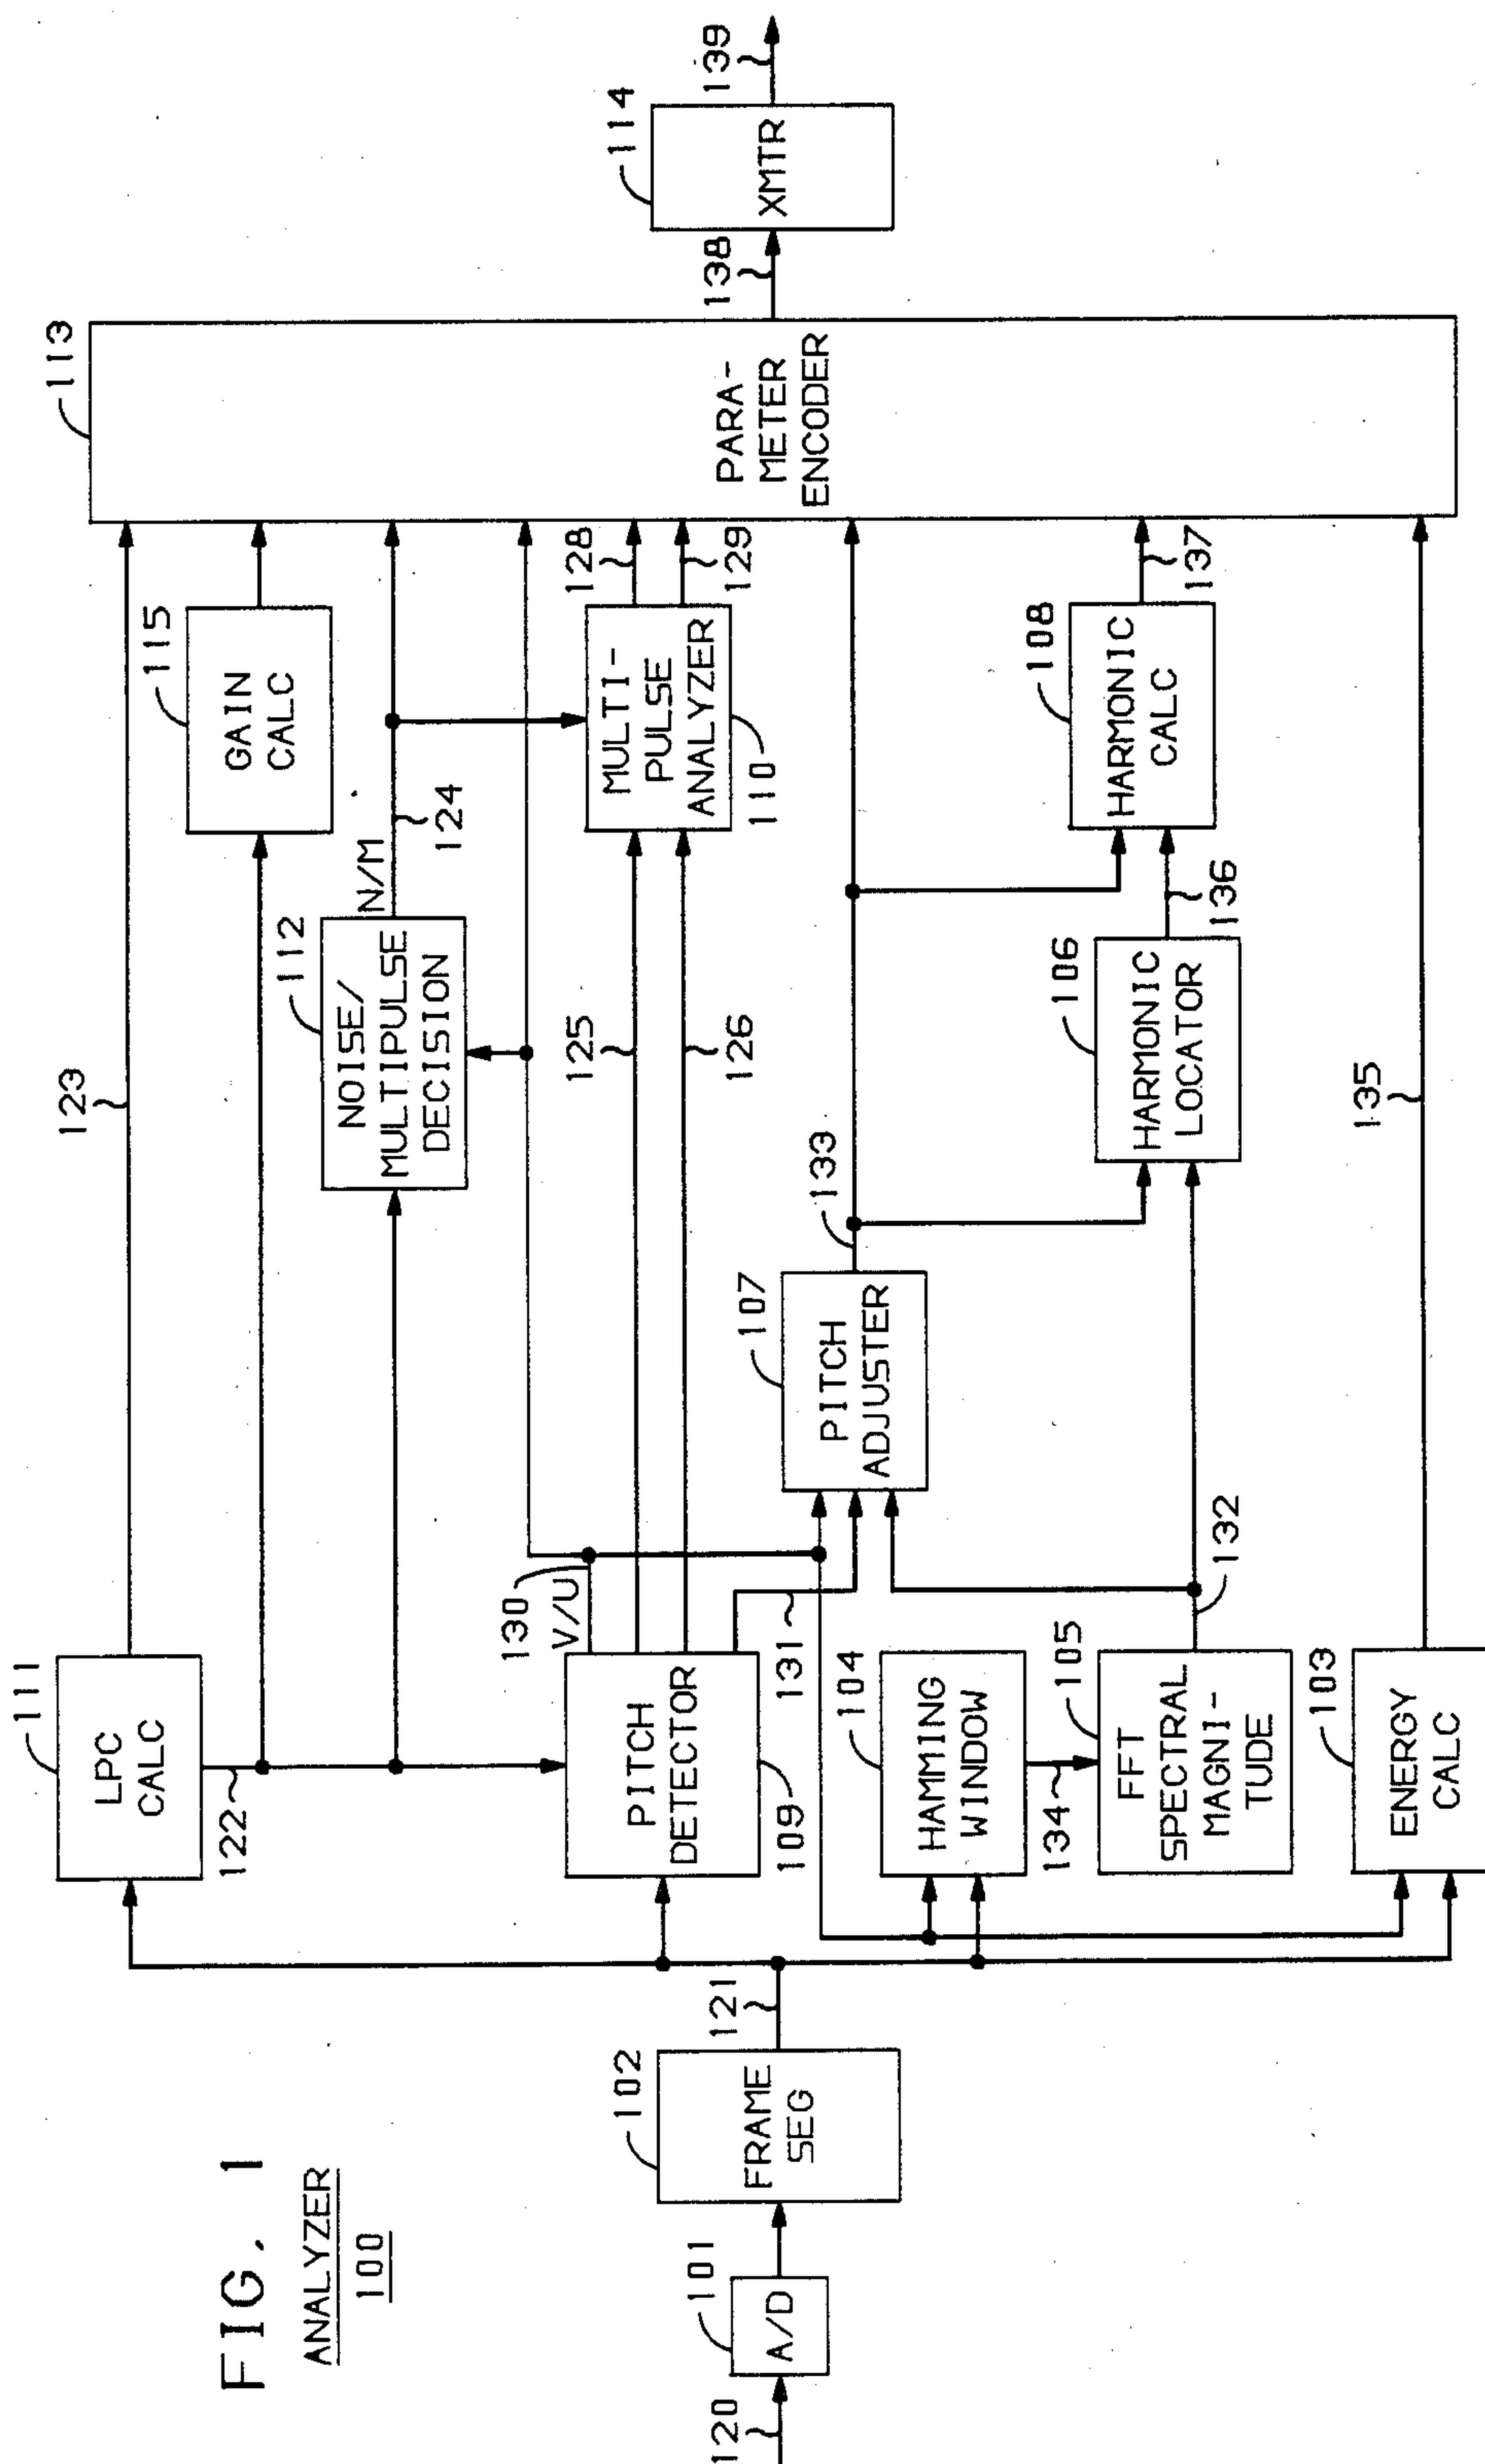 FIG. 1
ANALYZER
100
120
101
A/D
102
FRAME
SEG
121
111
LPC
CALC
122
123
115
GAIN
CALC
112
NOISE/
MULTIPULSE
DECISION
N/M
124
130
V/U
PITCH
DETECTOR
109
125
126
131
MULTI-
PULSE
ANALYZER
110
128
129
107
PITCH
ADJUSTER
133
104
HAMMING
WINDOW
134
105
FFT
SPECTRAL
MAGNI-
TUDE
132
106
HARMONIC
LOCATOR
136
108
HARMONIC
CALC
137
103
ENERGY
CALC
135
113
PARA-
METER
ENCODER
138
114
XMTR
139